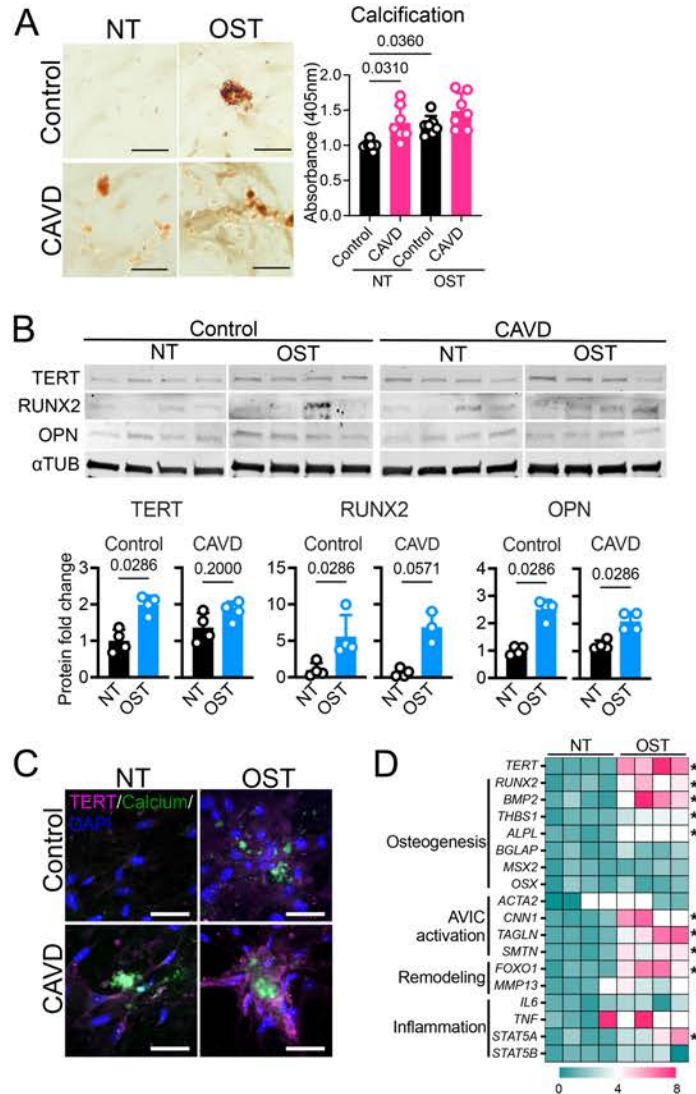 A
NT OST
Control
CAVD
Calcification
0.0360
0.0310
Absorbance (405nm)
2.0
1.5
1.0
0.5
0.0
Control CAVD Control CAVD
NT OST
B
Control CAVD
NT OST NT OST
TERT
RUNX2
OPN
αTUB
TERT RUNX2 OPN
Control CAVD Control CAVD Control CAVD
0.0286 0.2000 0.0286 0.0571 0.0286 0.0286
Protein fold change
3
2
1
0
15
10
5
0
4
3
2
1
0
NT OST NT OST NT OST NT OST NT OST NT OST
C
NT OST
TERT/Calcium/
DAPI
Control
CAVD
D
NT OST
Osteogenesis
AVIC
activation
Remodeling
Inflammation
TERT *
RUNX2 *
BMP2 *
THBS1 *
ALPL *
BGLAP
MSX2
OSX
ACTA2
CNN1 *
TAGLN *
SMTN *
FOXO1 *
MMP13
IL6
TNF
STAT5A *
STAT5B
0 4 8